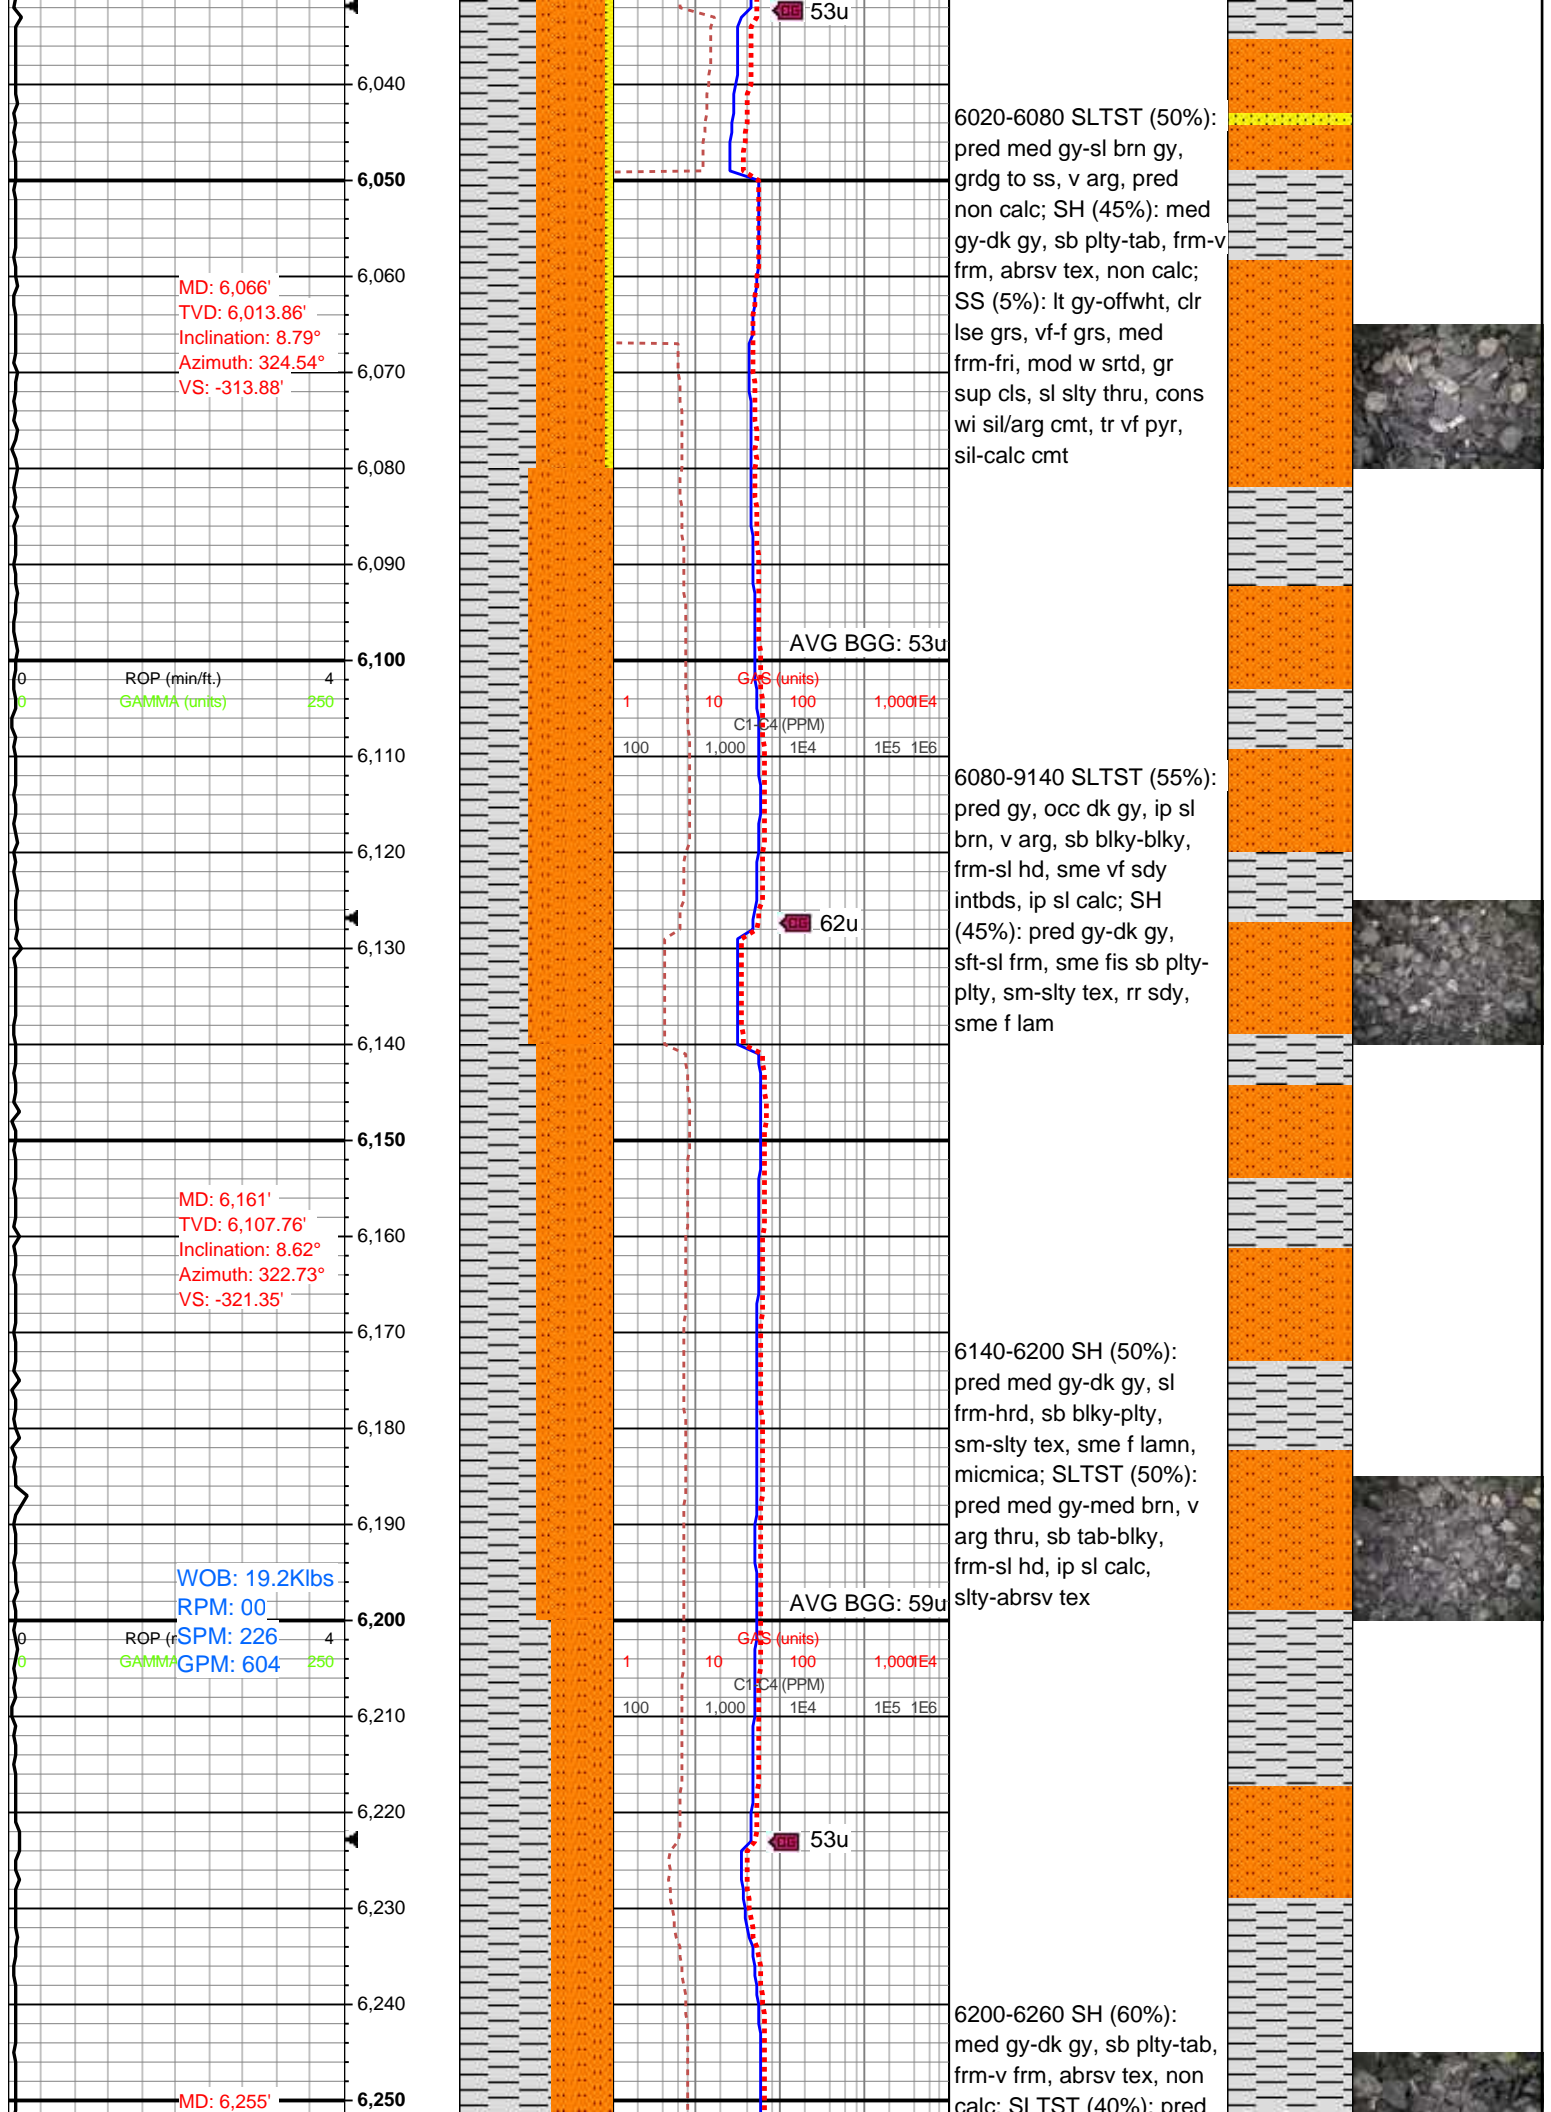 53u
6,040
6020-6080 SLTST (50%):
pred med gy-sl brn gy,
grdg to ss, v arg, pred
non calc; SH (45%): med
gy-dk gy, sb plty-tab, frm-v
frm, abrsv tex, non calc;
SS (5%): lt gy-offwht, clr
lse grs, vf-f grs, med
frm-fri, mod w srtd, gr
sup cls, sl slty thru, cons
wi sil/arg cmt, tr vf pyr,
sil-calc cmt
6,050
6,060
MD: 6,066'
TVD: 6,013.86'
Inclination: 8.79°
Azimuth: 324.54°
VS: -313.88'
6,070
6,080
6,090
AVG BGG: 53u
6,100
0 ROP (min/ft.) 4
0 GAMMA (units) 250
GAS (units)
1 10 100 1,000 1E4
C1-C4 (PPM)
100 1,000 1E4 1E5 1E6
6,110
6080-9140 SLTST (55%):
pred gy, occ dk gy, ip sl
brn, v arg, sb blky-blky,
frm-sl hd, sme vf sdy
intbds, ip sl calc; SH
(45%): pred gy-dk gy,
sft-sl frm, sme fis sb plty-
plty, sm-slty tex, rr sdy,
sme f lam
6,120
CG 62u
6,130
6,140
6,150
MD: 6,161'
TVD: 6,107.76'
Inclination: 8.62°
Azimuth: 322.73°
VS: -321.35'
6,160
6,170
6140-6200 SH (50%):
pred med gy-dk gy, sl
frm-hrd, sb blky-plty,
sm-slty tex, sme f lamn,
micmica; SLTST (50%):
pred med gy-med brn, v
arg thru, sb tab-blky,
frm-sl hd, ip sl calc,
slty-abrsv tex
6,180
6,190
WOB: 19.2Klbs
RPM: 00
SPM: 226
GPM: 604
AVG BGG: 59u
6,200
0 ROP (r 4
0 GAMMA 250
GAS (units)
1 10 100 1,000 1E4
C1-C4 (PPM)
100 1,000 1E4 1E5 1E6
6,210
6,220
CG 53u
6,230
6,240
6200-6260 SH (60%):
med gy-dk gy, sb plty-tab,
frm-v frm, abrsv tex, non
calc; SLTST (40%): pred
MD: 6,255'
6,250